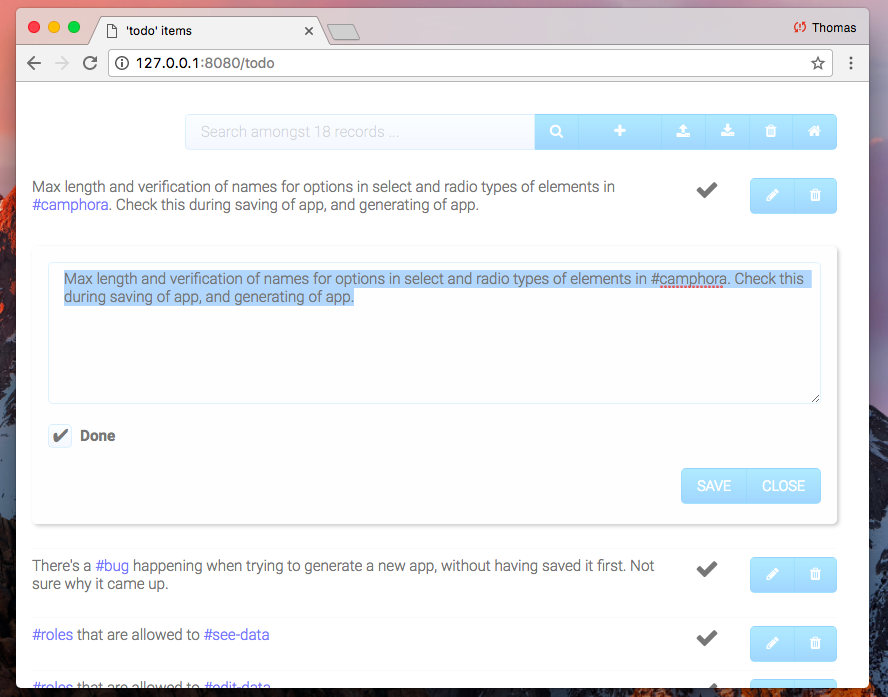 'todo' items
Thomas
127.0.0.1:8080/todo
Search amongst 18 records ...
Max length and verification of names for options in select and radio types of elements in
#camphora. Check this during saving of app, and generating of app.
Max length and verification of names for options in select and radio types of elements in #camphora. Check this
during saving of app, and generating of app.
Done
SAVE CLOSE
There's a #bug happening when trying to generate a new app, without having saved it first. Not
sure why it came up.
#roles that are allowed to #see-data
#roles that are allowed to #edit-data